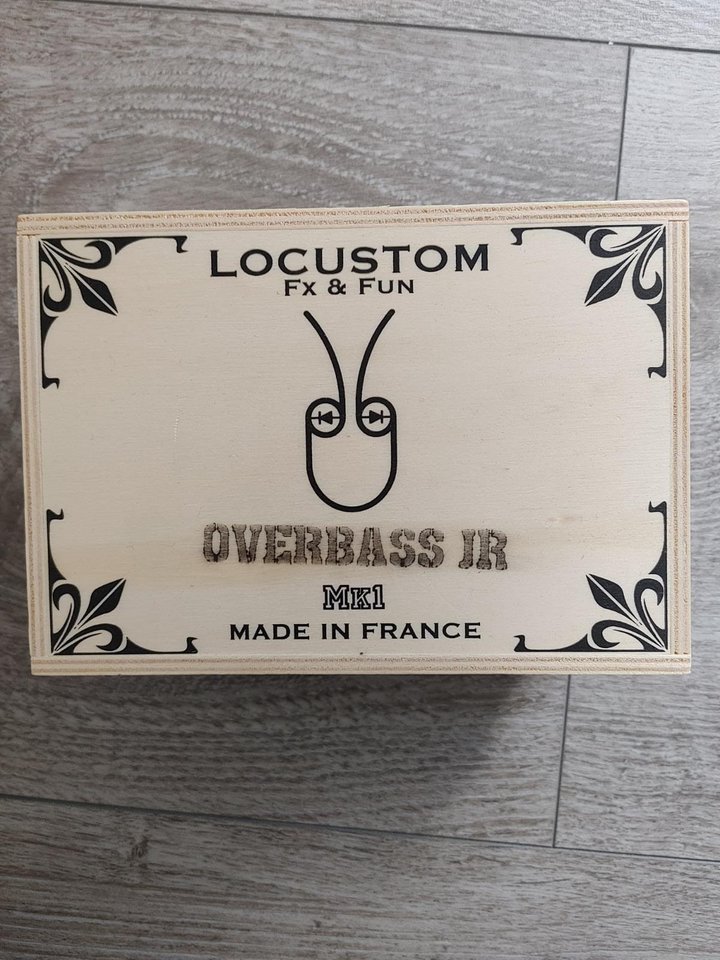 LOCUSTOM
FX & FUN
OVERBASS JR
MK1
MADE IN FRANCE